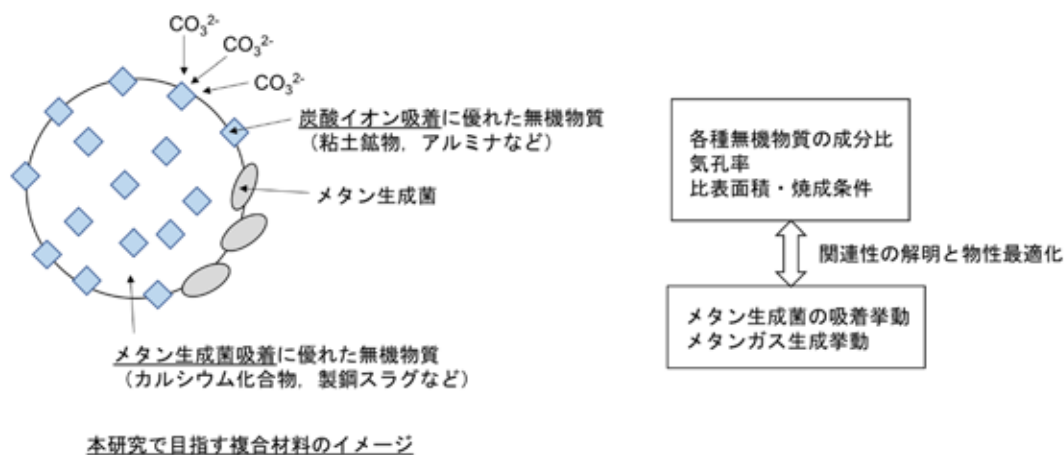 CO₃²⁻
CO₃²⁻
CO₃²⁻
炭酸イオン吸着に優れた無機物質
（粘土鉱物，アルミナなど）
メタン生成菌
メタン生成菌吸着に優れた無機物質
（カルシウム化合物，製鋼スラグなど）
本研究で目指す複合材料のイメージ
各種無機物質の成分比
気孔率
比表面積・焼成条件
関連性の解明と物性最適化
メタン生成菌の吸着挙動
メタンガス生成挙動